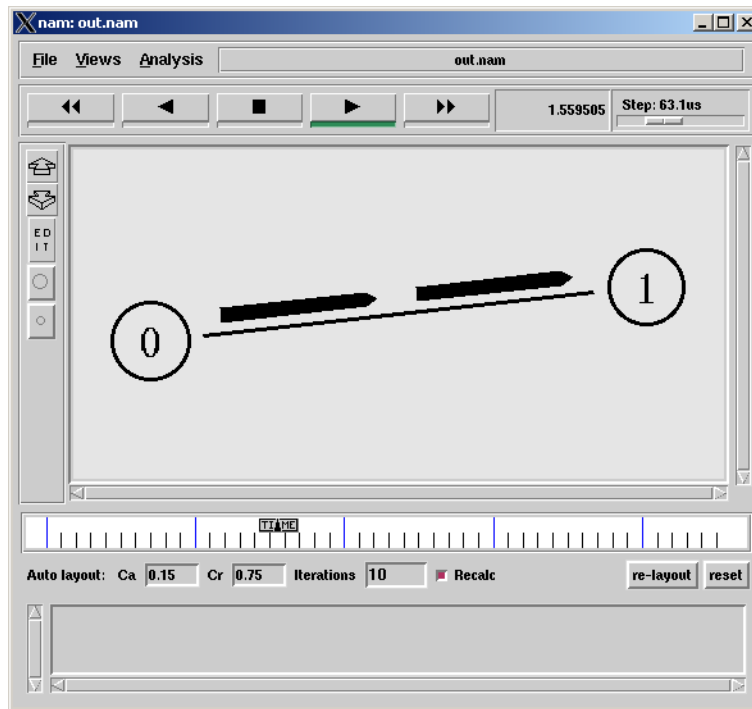 nam: out.nam
File Views Analysis out.nam
1.559505 Step: 63.1us
ED
IT
0
1
TIME
Auto layout: Ca 0.15 Cr 0.75 Iterations 10 Recalc re-layout reset